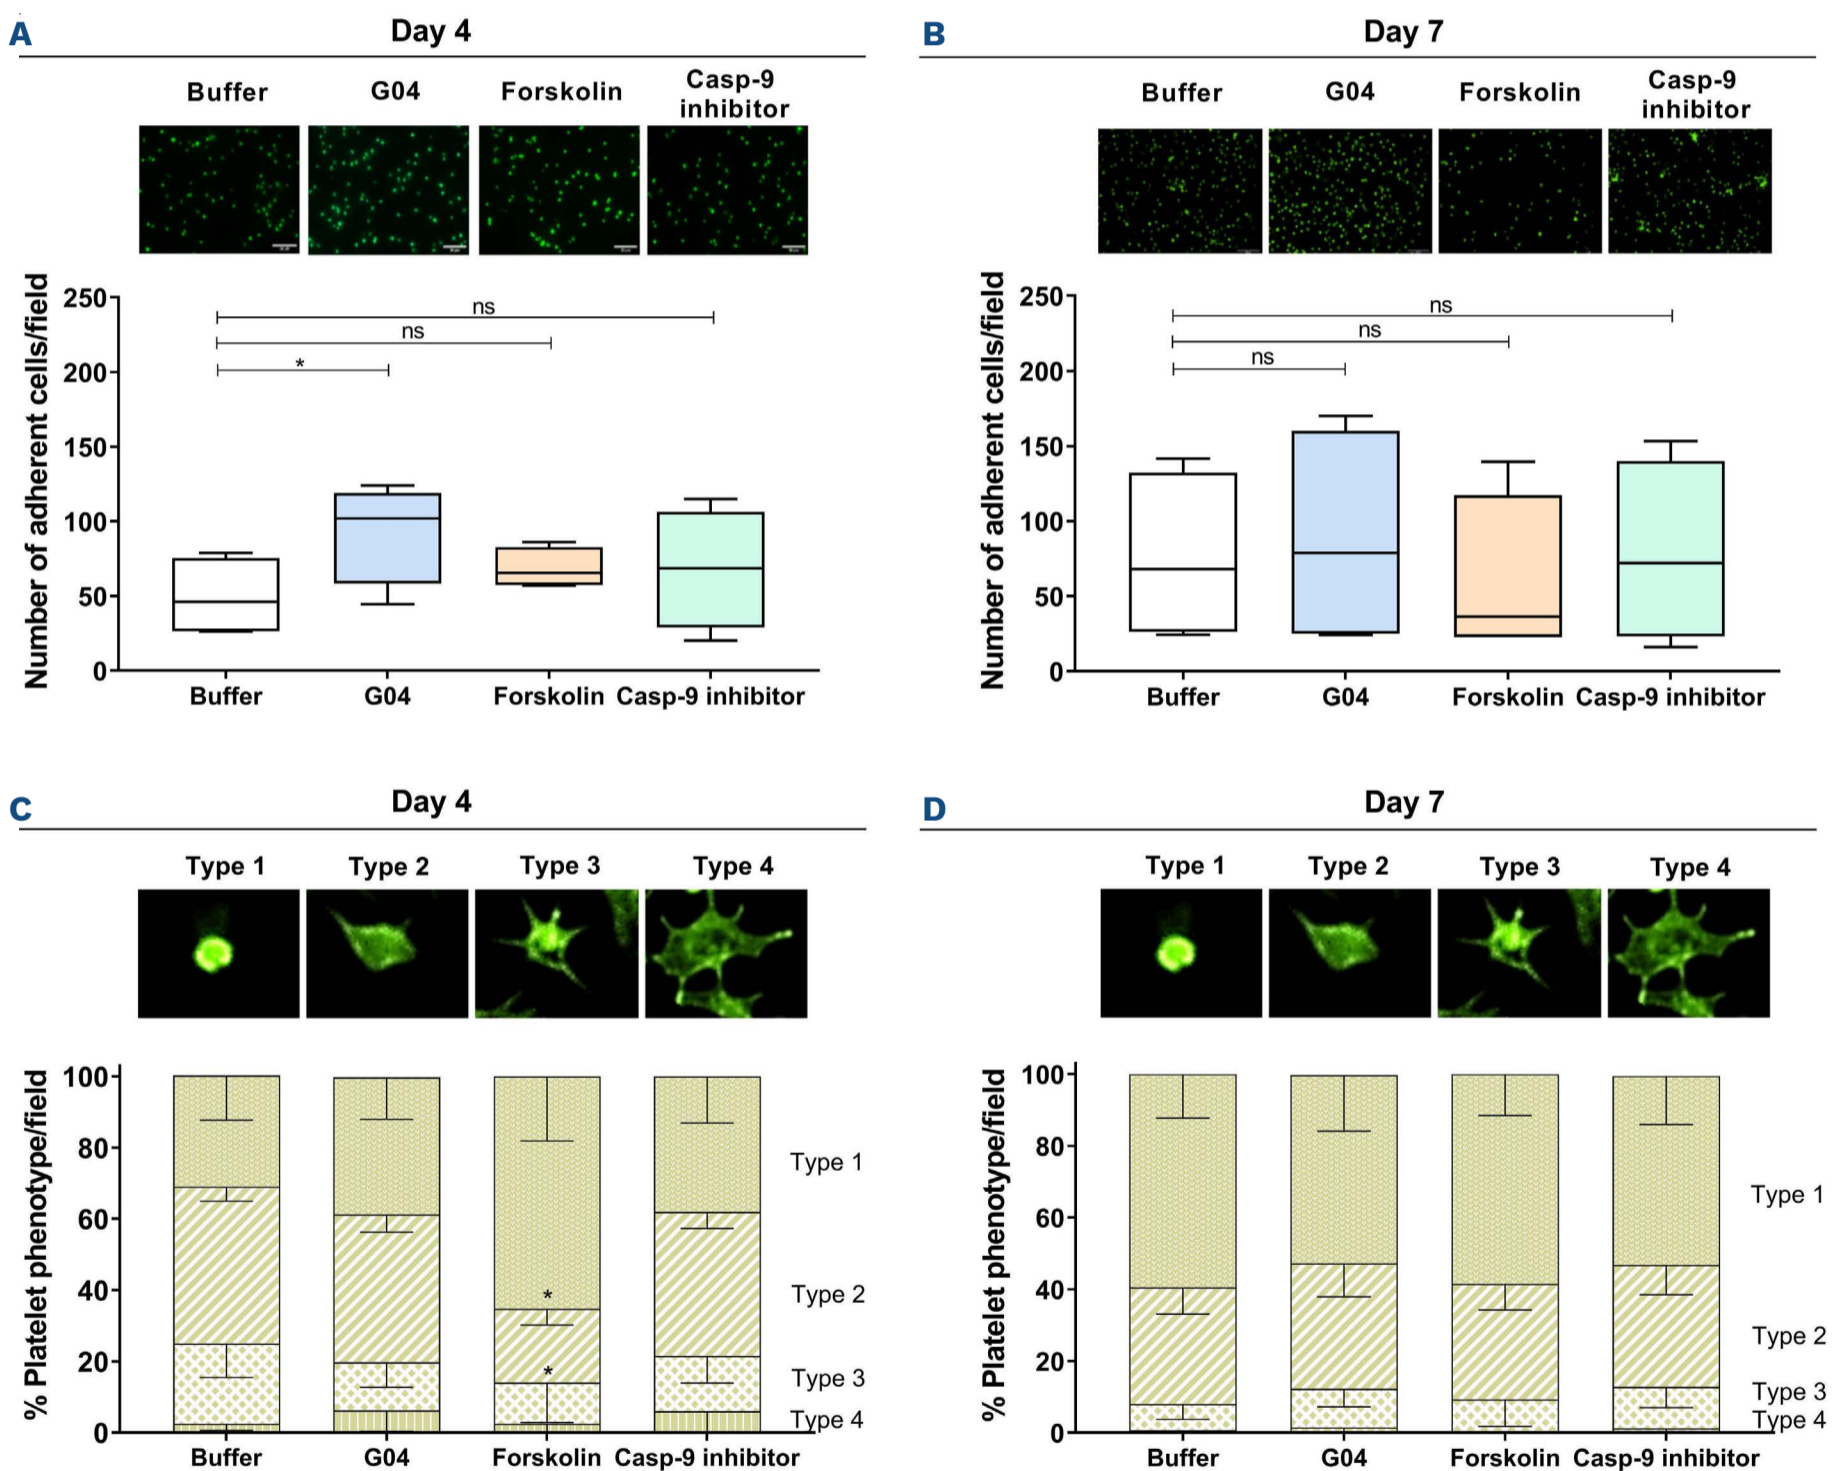 A
Day 4
Buffer
G04
Forskolin
Casp-9
inhibitor
Number of adherent cells/field
250
200
150
100
50
0
ns
ns
*
Buffer
G04
Forskolin
Casp-9 inhibitor
B
Day 7
Buffer
G04
Forskolin
Casp-9
inhibitor
Number of adherent cells/field
250
200
150
100
50
0
ns
ns
ns
Buffer
G04
Forskolin
Casp-9 inhibitor
C
Day 4
Type 1
Type 2
Type 3
Type 4
% Platelet phenotype/field
100
80
60
40
20
0
*
*
Type 1
Type 2
Type 3
Type 4
Buffer
G04
Forskolin
Casp-9 inhibitor
D
Day 7
Type 1
Type 2
Type 3
Type 4
% Platelet phenotype/field
100
80
60
40
20
0
Type 1
Type 2
Type 3
Type 4
Buffer
G04
Forskolin
Casp-9 inhibitor